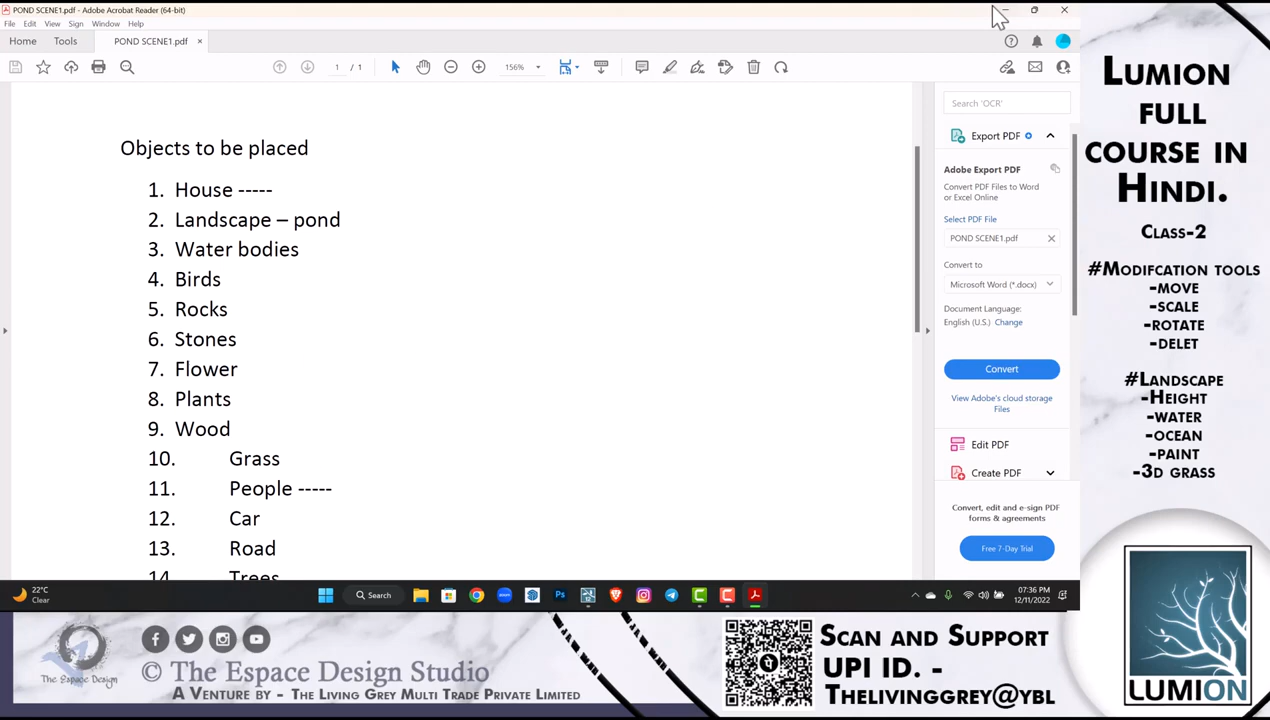 POND SCENE1.pdf - Adobe Acrobat Reader (64-bit)
File Edit View Sign Window Help
Home Tools POND SCENE1.pdf ×
1 / 1 156%
Objects to be placed
1. House -----
2. Landscape – pond
3. Water bodies
4. Birds
5. Rocks
6. Stones
7. Flower
8. Plants
9. Wood
10. Grass
11. People -----
12. Car
13. Road
14. Trees
Search 'OCR'
Export PDF
Adobe Export PDF
Convert PDF Files to Word
or Excel Online
Select PDF File
POND SCENE1.pdf
Convert to
Microsoft Word (*.docx)
Document Language:
English (U.S.) Change
Convert
View Adobe's cloud storage
Files
Edit PDF
Create PDF
Convert, edit and e-sign PDF
forms & agreements
Free 7-Day Trial
22°C
Clear
Search
zoom
Ps
07:36 PM
12/11/2022
Lumion
full
course in
Hindi.
Class-2
#Modifcation tools
-move
-scale
-rotate
-delet
#Landscape
-Height
-water
-ocean
-paint
-3d grass
LUMION
The Espace Design
© The Espace Design Studio
A Venture by - The Living Grey Multi Trade Private Limited
Scan and Support
UPI ID. -
Thelivinggrey@ybl